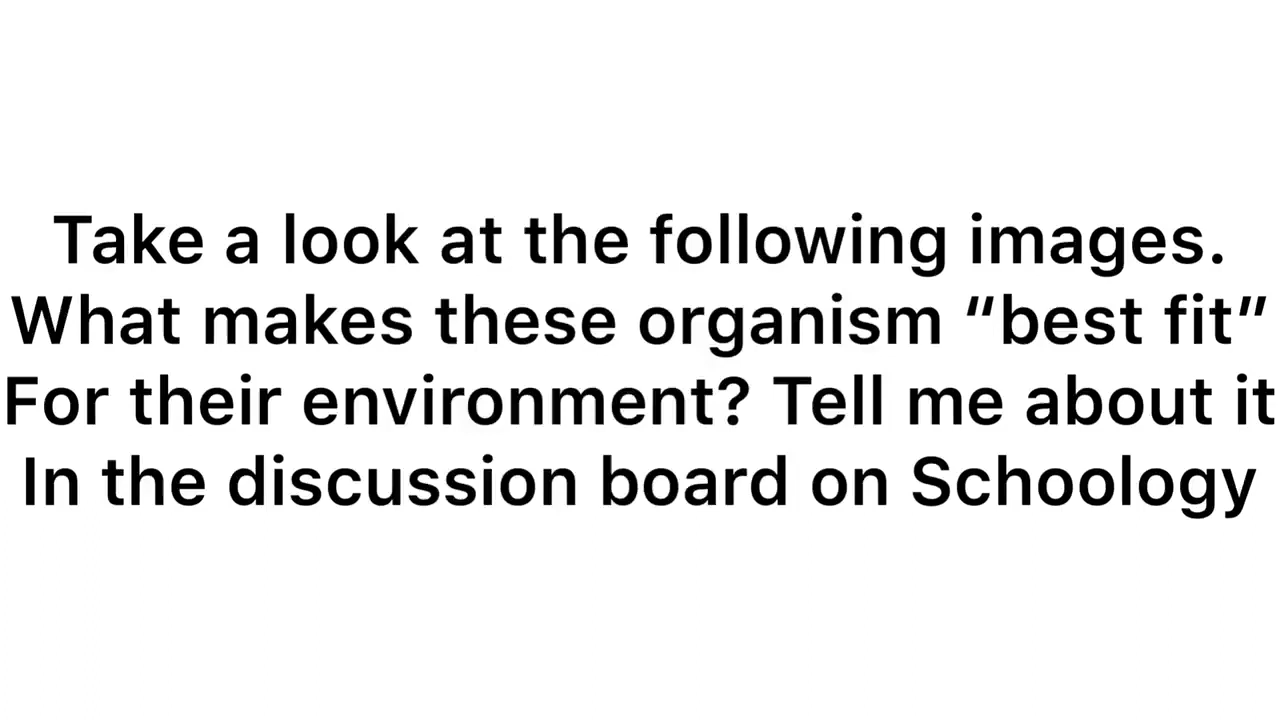 Take a look at the following images.
What makes these organism “best fit”
For their environment? Tell me about it
In the discussion board on Schoology